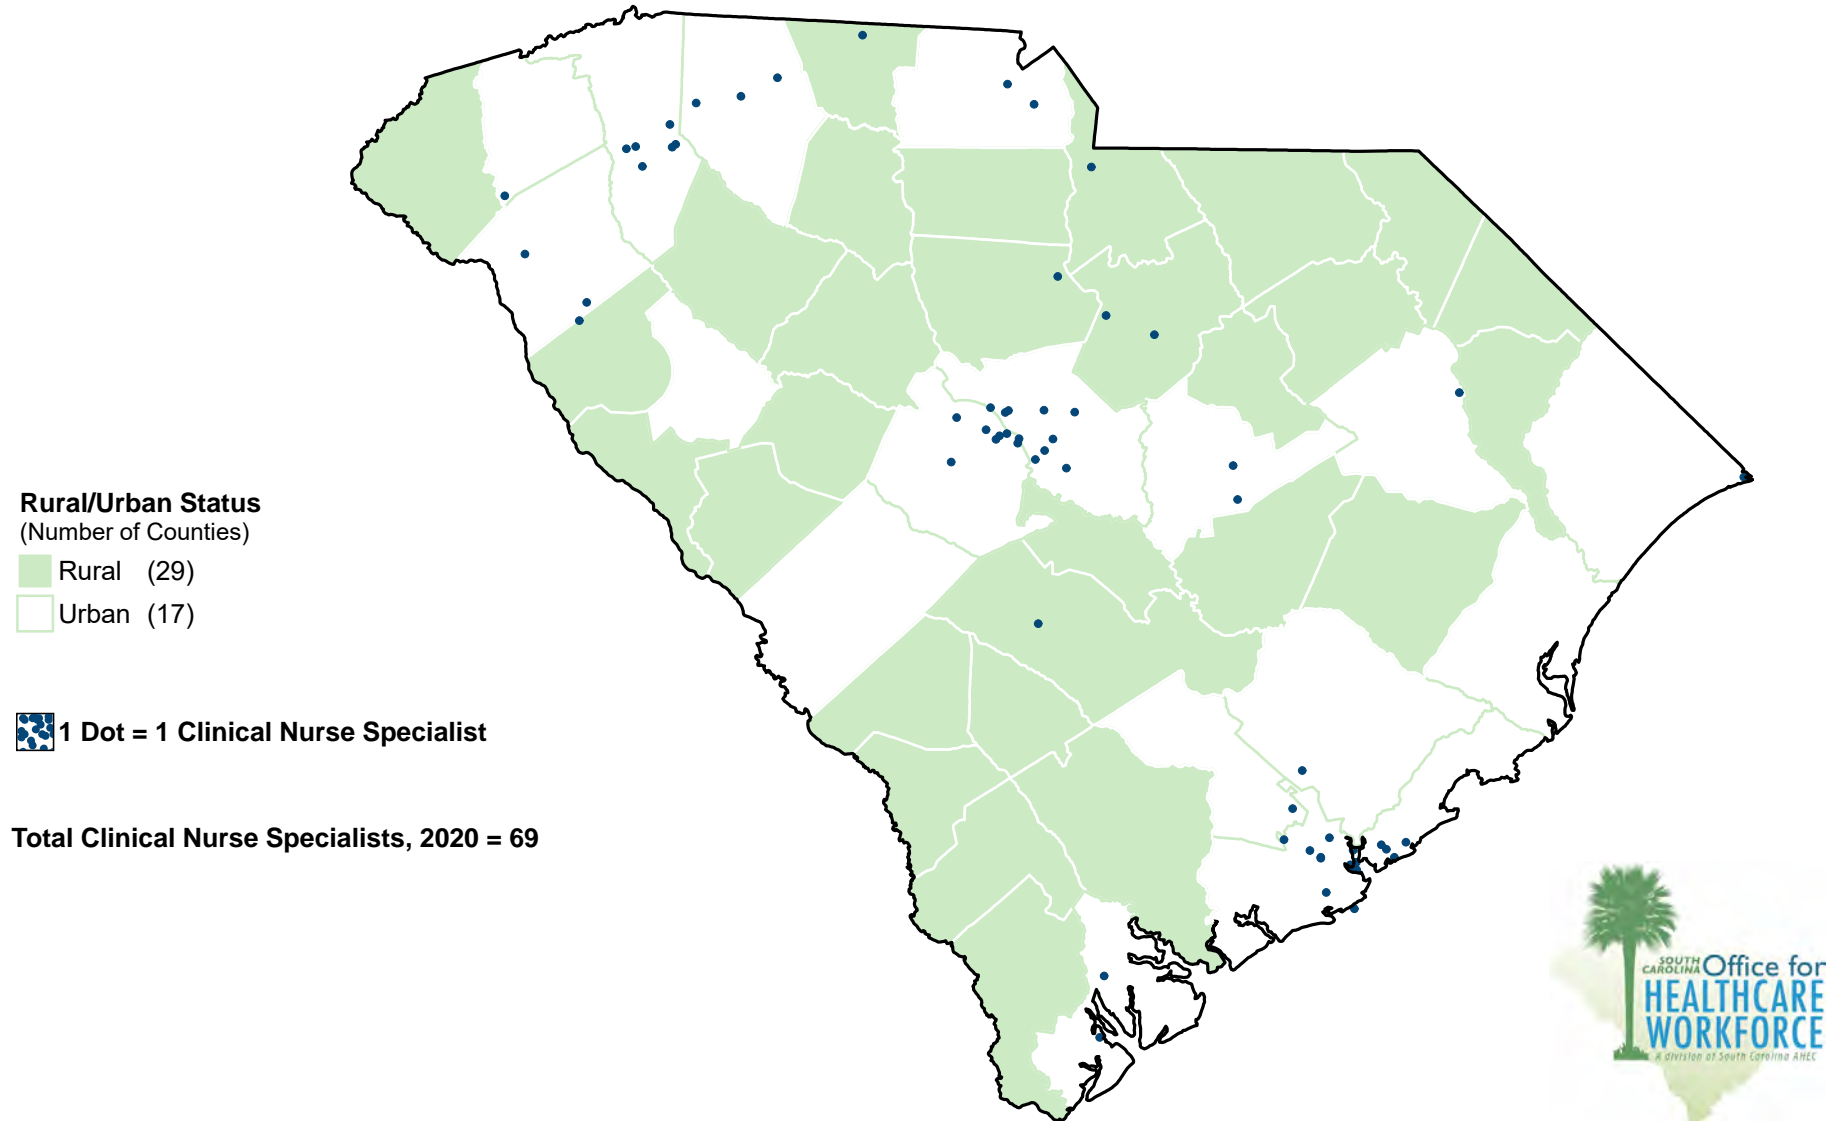 Rural/Urban Status
(Number of Counties)
Rural (29)
Urban (17)
1 Dot = 1 Clinical Nurse Specialist
Total Clinical Nurse Specialists, 2020 = 69
SOUTH CAROLINA Office for
HEALTHCARE
WORKFORCE
A division of South Carolina AHEC